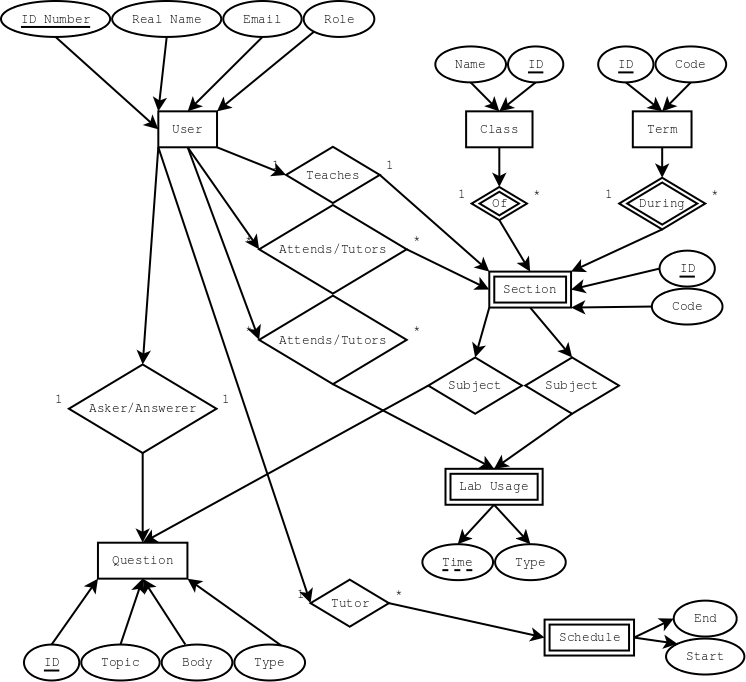 ID Number
Real Name
Email
Role
Name
ID
ID
Code
User
Class
Term
1
Teaches
1
1
Of
*
1
During
*
*
Attends/Tutors
*
Section
ID
Code
*
Attends/Tutors
*
Subject
Subject
1
Asker/Answerer
1
Lab Usage
Question
Time
Type
1
Tutor
*
Schedule
End
Start
ID
Topic
Body
Type